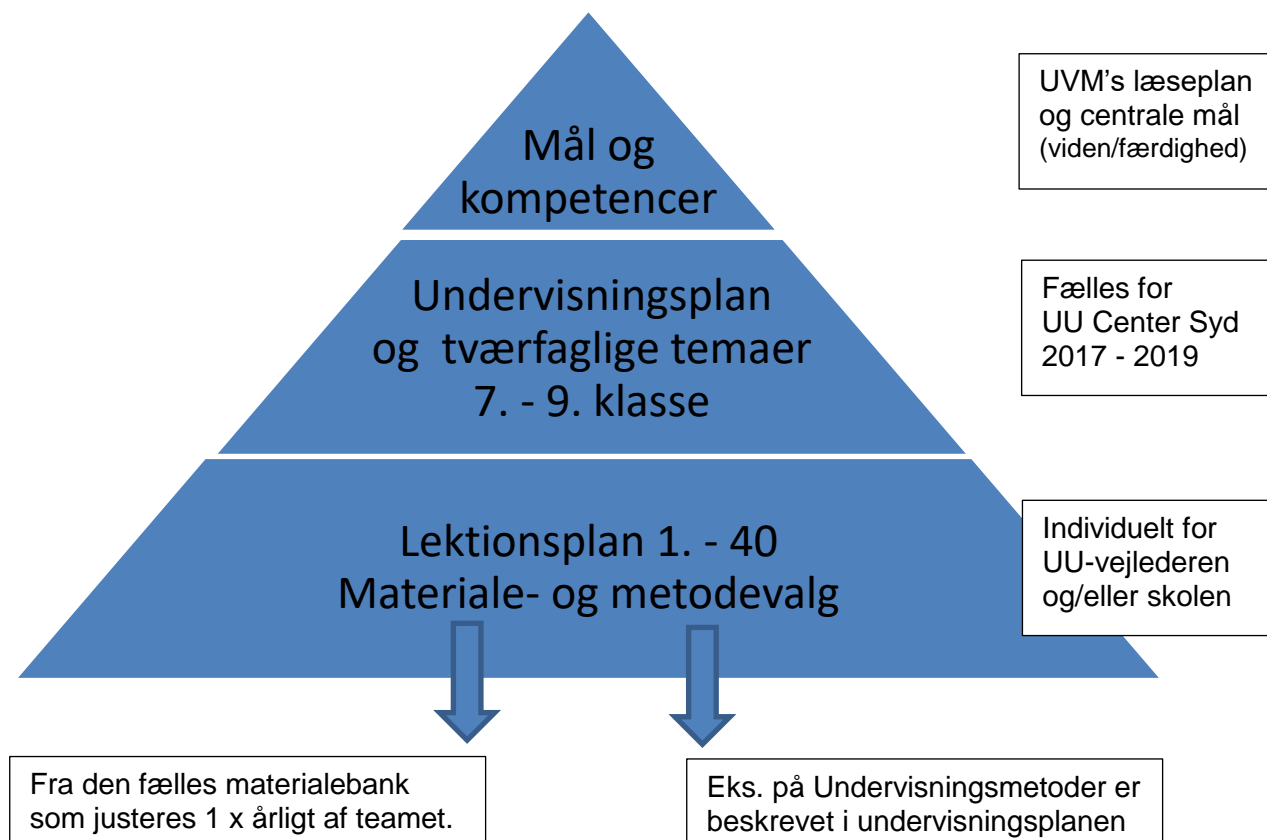 Mål og
kompetencer
UVM's læseplan
og centrale mål
(viden/færdighed)
Undervisningsplan
og tværfaglige temaer
7. - 9. klasse
Fælles for
UU Center Syd
2017 - 2019
Lektionsplan 1. - 40
Materiale- og metodevalg
Individuelt for
UU-vejlederen
og/eller skolen
Fra den fælles materialebank
som justeres 1 x årligt af teamet.
Eks. på Undervisningsmetoder er
beskrevet i undervisningsplanen